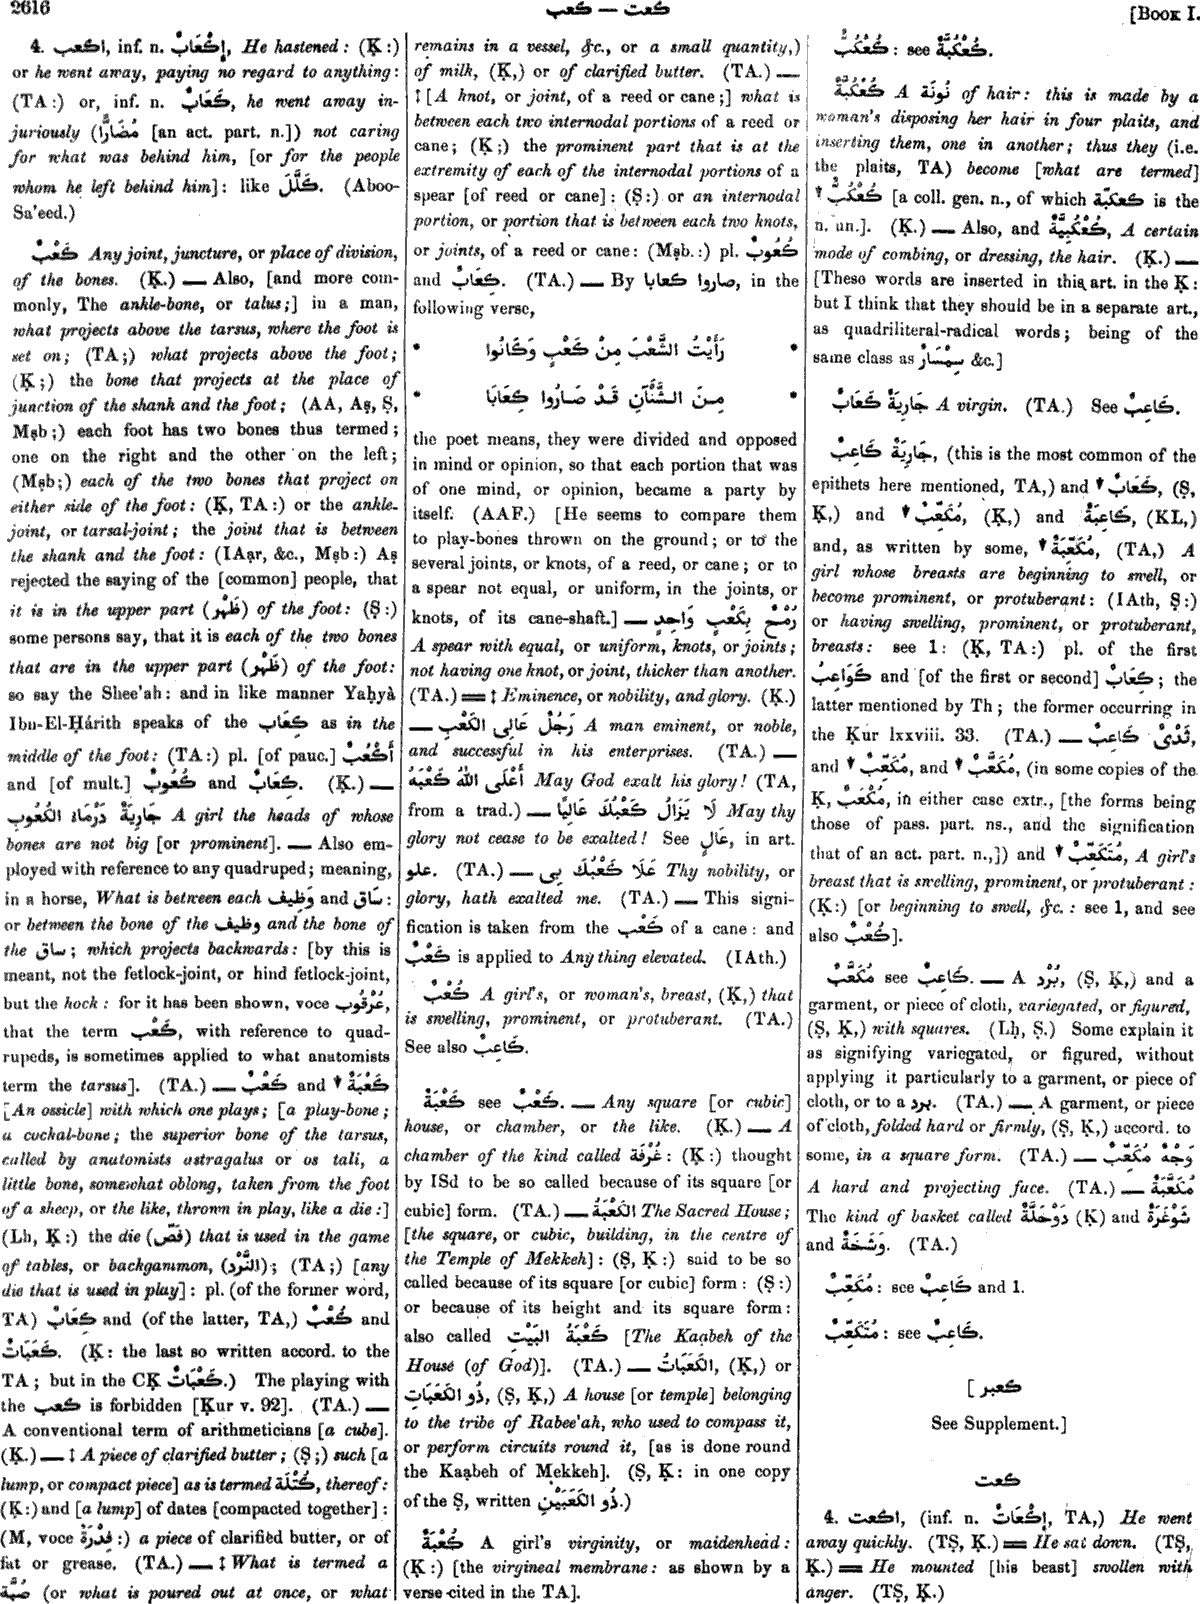 2616
كعب — كعت
[Book I.
4. اكعب, inf. n. إِكْعَابٌ, He hastened: (Ḳ:)
or he went away, paying no regard to anything:
(TA:) or, inf. n. كَعَابٌ, he went away in-
juriously (مُضَارًّا [an act. part. n.]) not caring
for what was behind him, [or for the people
whom he left behind him]: like كَلَّلَ. (Aboo-
Sa'eed.)
كَعْبٌ Any joint, juncture, or place of division,
of the bones. (Ḳ.) — Also, [and more com-
monly, The ankle-bone, or talus;] in a man,
what projects above the tarsus, where the foot is
set on; (TA;) what projects above the foot;
(Ḳ;) the bone that projects at the place of
junction of the shank and the foot; (AA, Aṣ, Ṣ,
Mṣb;) each foot has two bones thus termed;
one on the right and the other on the left;
(Mṣb;) each of the two bones that project on
either side of the foot: (Ḳ, TA:) or the ankle-
joint, or tarsal-joint; the joint that is between
the shank and the foot: (IAạr, &c., Mṣb:) Aṣ
rejected the saying of the [common] people, that
it is in the upper part (ظَهْر) of the foot: (Ṣ:)
some persons say, that it is each of the two bones
that are in the upper part (ظَهْر) of the foot:
so say the Shee'ah: and in like manner Yaḥyà
Ibn-El-Ḥárith speaks of the كِعَاب as in the
middle of the foot: (TA:) pl. [of pauc.] أَكْعُبٌ
and [of mult.] كُعُوبٌ and كِعَابٌ. (Ḳ.) —
جَارِيَةٌ دَرْمَاءُ الكُعُوبِ A girl the heads of whose
bones are not big [or prominent]. — Also em-
ployed with reference to any quadruped; meaning,
in a horse, What is between each وَظِيف and سَاق:
or between the bone of the وظيف and the bone of
the ساق; which projects backwards: [by this is
meant, not the fetlock-joint, or hind fetlock-joint,
but the hock: for it has been shown, voce عُرْقُوب,
that the term كَعْب, with reference to quad-
rupeds, is sometimes applied to what anatomists
term the tarsus]. (TA.) — كَعْبٌ and ↓ كَعْبَةٌ
[An ossicle] with which one plays; [a play-bone;
a cockal-bone; the superior bone of the tarsus,
called by anatomists astragalus or os tali, a
little bone, somewhat oblong, taken from the foot
of a sheep, or the like, thrown in play, like a die:]
(Lḥ, Ḳ:) the die (فَصّ) that is used in the game
of tables, or backgammon, (النَّرْد); (TA;) [any
die that is used in play]: pl. (of the former word,
TA) كِعَابٌ and (of the latter, TA,) كُعْبٌ and
كَعَبَاتٌ. (Ḳ: the last so written accord. to the
TA; but in the CḲ كَعْبَاتٌ.) The playing with
the كعب is forbidden [Ḳur v. 92]. (TA.) —
A conventional term of arithmeticians [a cube].
(Ḳ.) — ‡ A piece of clarified butter; (Ṣ;) such [a
lump, or compact piece] as is termed كُتْلَة, thereof:
(Ḳ:) and [a lump] of dates [compacted together]:
(M, voce فِدْرَةٌ:) a piece of clarified butter, or of
fat or grease. (TA.) — ‡ What is termed a
صُبَّة (or what is poured out at once, or what
remains in a vessel, &c., or a small quantity,)
of milk, (Ḳ,) or of clarified butter. (TA.) —
‡ [A knot, or joint, of a reed or cane;] what is
between each two internodal portions of a reed or
cane; (Ḳ;) the prominent part that is at the
extremity of each of the internodal portions of a
spear [of reed or cane]: (Ṣ:) or an internodal
portion, or portion that is between each two knots,
or joints, of a reed or cane: (Mṣb.:) pl. كُعُوبٌ
and كِعَابٌ. (TA.) — By صاروا كعابا, in the
following verse,
* رَأَيْتُ الشَّعْبَ مِنْ كَعْبٍ وَكَانُوا *
* مِنَ الشَّنْآنِ قَدْ صَارُوا كِعَابَا *
the poet means, they were divided and opposed
in mind or opinion, so that each portion that was
of one mind, or opinion, became a party by
itself. (AAF.) [He seems to compare them
to play-bones thrown on the ground; or to the
several joints, or knots, of a reed, or cane; or to
a spear not equal, or uniform, in the joints, or
knots, of its cane-shaft.] — رُمْحٌ بِكَعْبٍ وَاحِدٍ
A spear with equal, or uniform, knots, or joints;
not having one knot, or joint, thicker than another.
(TA.) = ‡ Eminence, or nobility, and glory. (Ḳ.)
— رَجُلٌ عَالِى الكَعْبِ A man eminent, or noble,
and successful in his enterprises. (TA.) —
أَعْلَى اللّٰهُ كَعْبَهُ May God exalt his glory! (TA,
from a trad.) — لَا يَزَالُ كَعْبُكَ عَالِيًا May thy
glory not cease to be exalted! See عَالٍ, in art.
علو. (TA.) — عَلَا كَعْبُكَ بِى Thy nobility, or
glory, hath exalted me. (TA.) — This signi-
fication is taken from the كَعْب of a cane: and
كَعْبٌ is applied to Any thing elevated. (IAth.)
كُعْبٌ A girl's, or woman's, breast, (Ḳ,) that
is swelling, prominent, or protuberant. (TA.)
See also كَاعِبٌ.
كَعْبَةٌ see كَعْبٌ. — Any square [or cubic]
house, or chamber, or the like. (Ḳ.) — A
chamber of the kind called غُرْفَة: (Ḳ:) thought
by ISd to be so called because of its square [or
cubic] form. (TA.) — الكَعْبَةُ The Sacred House;
[the square, or cubic, building, in the centre of
the Temple of Mekkeh]: (Ṣ, Ḳ:) said to be so
called because of its square [or cubic] form: (Ṣ:)
or because of its height and its square form:
also called كَعْبَةُ البَيْتِ [The Kaạbeh of the
House (of God)]. (TA.) — الكَعَبَاتُ, (Ḳ,) or
ذُو الكَعَبَاتِ, (Ṣ, Ḳ,) A house [or temple] belonging
to the tribe of Rabee'ah, who used to compass it,
or perform circuits round it, [as is done round
the Kaạbeh of Mekkeh]. (Ṣ, Ḳ: in one copy
of the Ṣ, written ذُو الكَعْبَيْنِ.)
كُعْبَةٌ A girl's virginity, or maidenhead:
(Ḳ:) [the virgineal membrane: as shown by a
verse cited in the TA].
كُعْكُبٌّ: see كُعْكُبَّةٌ.
كُعْكُبَّةٌ A نُونَة of hair: this is made by a
woman's disposing her hair in four plaits, and
inserting them, one in another; thus they (i.e.
the plaits, TA) become [what are termed]
↓ كُعْكُبٌّ [a coll. gen. n., of which كعكبّة is the
n. un.]. (Ḳ.) — Also, and كُعْكُبِيَّةٌ, A certain
mode of combing, or dressing, the hair. (Ḳ.) —
[These words are inserted in this art. in the Ḳ:
but I think that they should be in a separate art.,
as quadriliteral-radical words; being of the
same class as سِمْسَارٌ &c.]
جَارِيَةٌ كَعَابٌ A virgin. (TA.) See كَاعِبٌ.
جَارِيَةٌ كَاعِبٌ, (this is the most common of the
epithets here mentioned, TA,) and ↓ كَعَابٌ, (Ṣ,
Ḳ,) and ↓ مُكَعِّبٌ, (Ḳ,) and كَاعِبَةٌ, (KL,)
and, as written by some, ↓ مُكَعِّبَةٌ, (TA,) A
girl whose breasts are beginning to swell, or
become prominent, or protuberant: (IAth, Ṣ:)
or having swelling, prominent, or protuberant,
breasts: see 1: (Ḳ, TA:) pl. of the first
كَوَاعِبُ and [of the first or second] كِعَابٌ; the
latter mentioned by Th; the former occurring in
the Ḳur lxxviii. 33. (TA.) — ثَدْىٌ كَاعِبٌ,
and ↓ مُكَعِّبٌ, and ↓ مُكَعَّبٌ, (in some copies of the
Ḳ, مُكْعَبٌ, in either case extr., [the forms being
those of pass. part. ns., and the signification
that of an act. part. n.,]) and ↓ مُتَكَعِّبٌ, A girl's
breast that is swelling, prominent, or protuberant:
(Ḳ:) [or beginning to swell, &c.: see 1, and see
also كُعْبٌ].
مُكَعَّبٌ see كَاعِبٌ. — A بُرْد, (Ṣ, Ḳ,) and a
garment, or piece of cloth, variegated, or figured,
(Ṣ, Ḳ,) with squares. (Lḥ, Ṣ.) Some explain it
as signifying variegated, or figured, without
applying it particularly to a garment, or piece of
cloth, or to a برد. (TA.) — A garment, or piece
of cloth, folded hard or firmly, (Ṣ, Ḳ,) accord. to
some, in a square form. (TA.) — وَجْهٌ مُكَعِّبٌ
A hard and projecting face. (TA.) — مُكَعَّبَةٌ
The kind of basket called دَوْخَلَّة (Ḳ) and شَوْغَرَة
and وَشَخَة. (TA.)
مُكَعِّبٌ: see كَاعِبٌ and 1.
مُتَكَعِّبٌ: see كَاعِبٌ.
كعبر ]
See Supplement.]
كعت
4. اكعت, (inf. n. إِكْعَاتٌ, TA,) He went
away quickly. (TṢ, Ḳ.) = He sat down. (TṢ,
Ḳ.) = He mounted [his beast] swollen with
anger. (TṢ, Ḳ.)